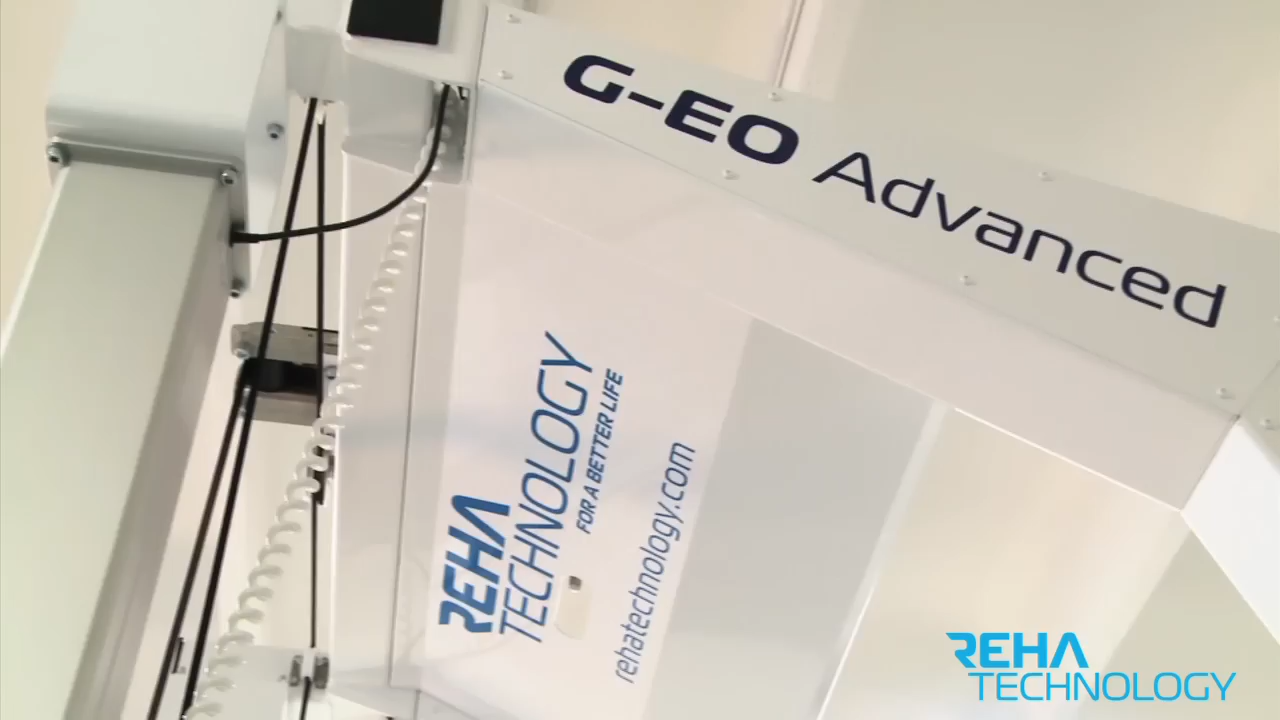 G-EO Advanced
REHA
TECHNOLOGY
FOR A BETTER LIFE
rehatechnology.com
REHA
TECHNOLOGY